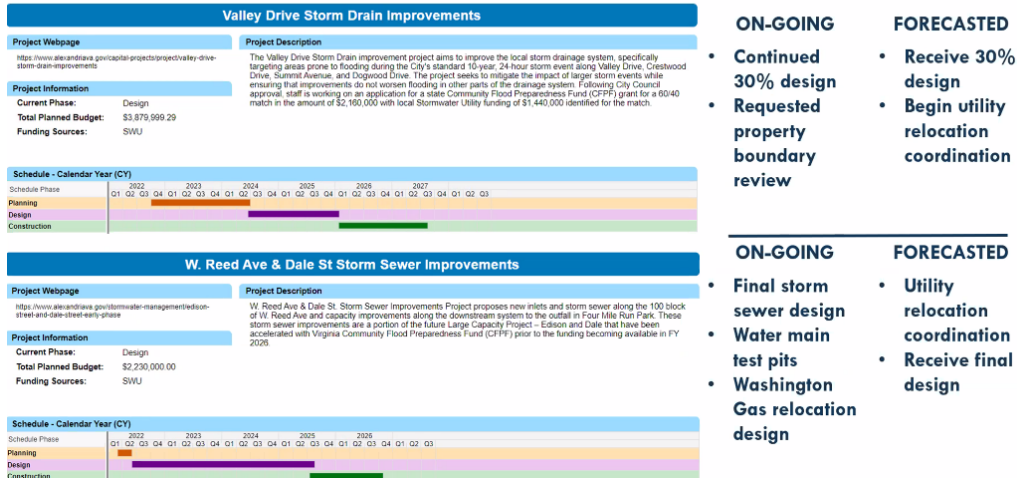 Valley Drive Storm Drain Improvements
Project Webpage
https://www.alexandriava.gov/capital-projects/project/valley-drive-
storm-drain-improvements
Project Information
Current Phase: Design
Total Planned Budget: $3,879,999.29
Funding Sources: SWU
Project Description
The Valley Drive Storm Drain improvement project aims to improve the local storm drainage system, specifically
targeting areas prone to flooding during the City's standard 10-year, 24-hour storm event along Valley Drive, Crestwood
Drive, Summit Avenue, and Dogwood Drive. The project seeks to mitigate the impact of larger storm events while
ensuring that improvements do not worsen flooding in other parts of the drainage system. Following City Council
approval, staff is working on an application for a state Community Flood Preparedness Fund (CFPF) grant for a 60/40
match in the amount of $2,160,000 with local Stormwater Utility funding of $1,440,000 identified for the match.
Schedule - Calendar Year (CY)
Schedule Phase
2022 2023 2024 2025 2026 2027
Q1 Q2 Q3 Q4 Q1 Q2 Q3 Q4 Q1 Q2 Q3 Q4 Q1 Q2 Q3 Q4 Q1 Q2 Q3 Q4 Q1 Q2 Q3 Q4 Q1 Q2 Q3
Planning
Design
Construction
ON-GOING
• Continued
30% design
• Requested
property
boundary
review
FORECASTED
• Receive 30%
design
• Begin utility
relocation
coordination
W. Reed Ave & Dale St Storm Sewer Improvements
Project Webpage
https://www.alexandriava.gov/stormwater-management/edison-
street-and-dale-street-early-phase
Project Information
Current Phase: Design
Total Planned Budget: $2,230,000.00
Funding Sources: SWU
Project Description
W. Reed Ave & Dale St. Storm Sewer Improvements Project proposes new inlets and storm sewer along the 100 block
of W. Reed Ave and capacity improvements along the downstream system to the outfall in Four Mile Run Park. These
storm sewer improvements are a portion of the future Large Capacity Project – Edison and Dale that have been
accelerated with Virginia Community Flood Preparedness Fund (CFPF) prior to the funding becoming available in FY
2026.
Schedule - Calendar Year (CY)
Schedule Phase
2022 2023 2024 2025 2026
Q1 Q2 Q3 Q4 Q1 Q2 Q3 Q4 Q1 Q2 Q3 Q4 Q1 Q2 Q3 Q4 Q1 Q2 Q3 Q4 Q1 Q2 Q3
Planning
Design
Construction
ON-GOING
• Final storm
sewer design
• Water main
test pits
• Washington
Gas relocation
design
FORECASTED
• Utility
relocation
coordination
• Receive final
design